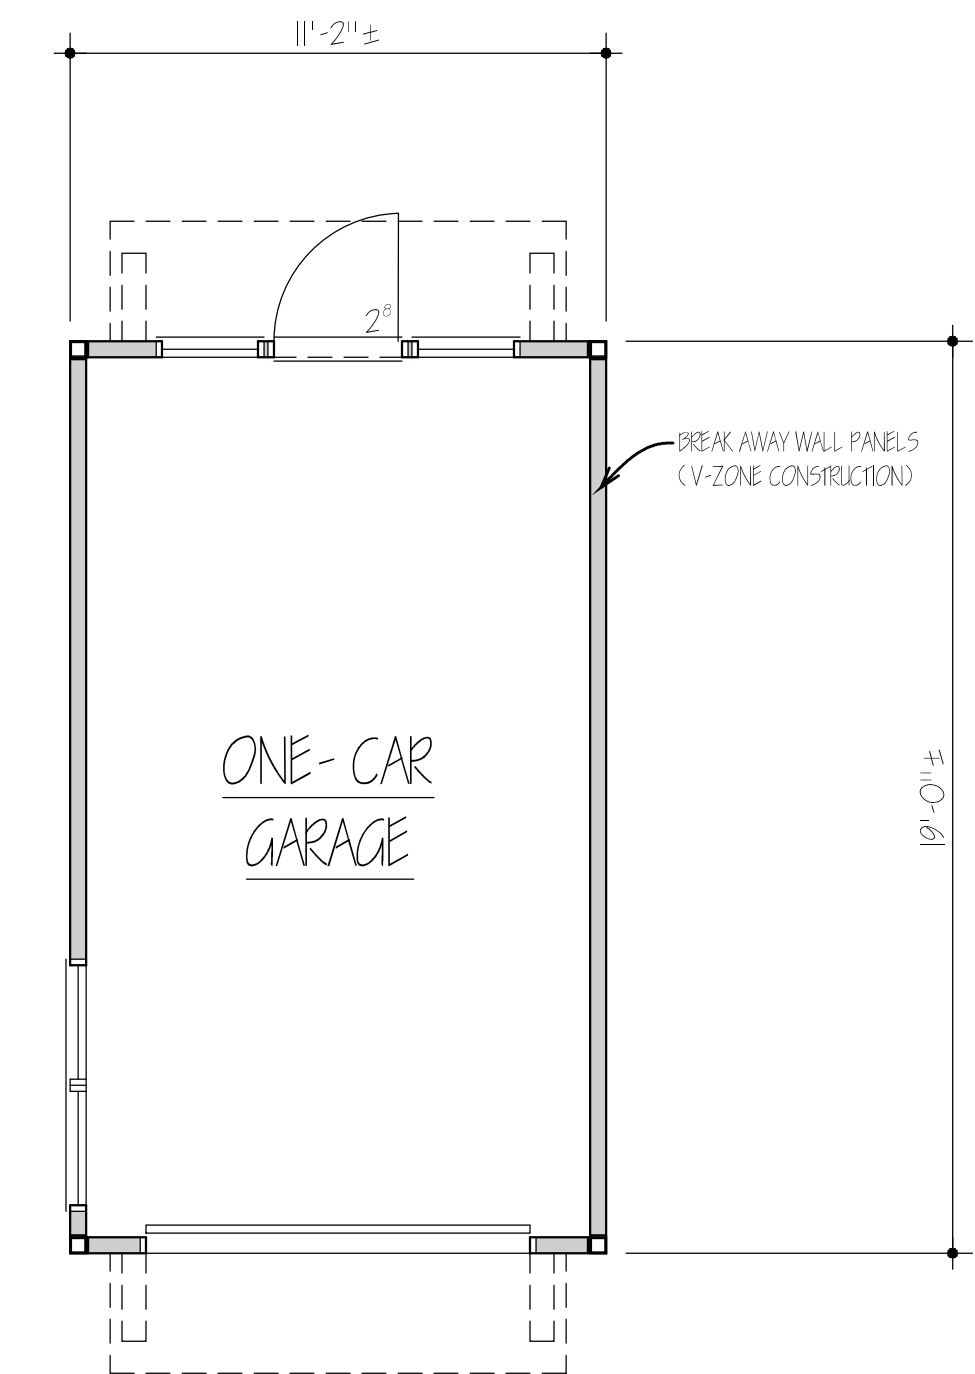 11'-2"±
2⁸
BREAK AWAY WALL PANELS
(V-ZONE CONSTRUCTION)
ONE- CAR
GARAGE
19'-0"±